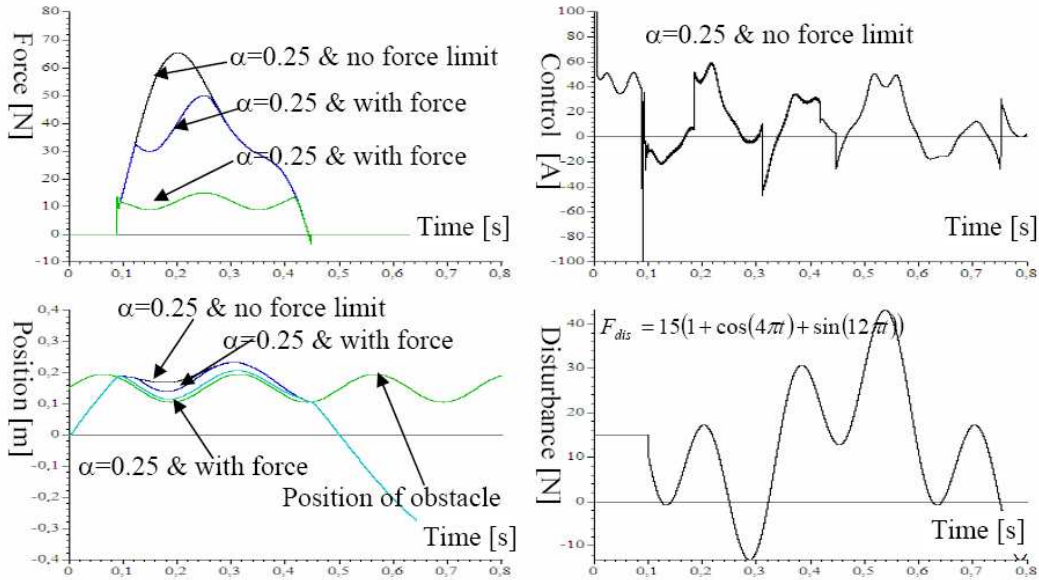 Force [N]
80
70
60
50
40
30
20
10
0
-10
α=0.25 & no force limit
α=0.25 & with force
α=0.25 & with force
Time [s]
0 0,1 0,2 0,3 0,4 0,5 0,6 0,7 0,8
Control [A]
100
80
60
40
20
0
-20
-40
-60
-80
-100
α=0.25 & no force limit
Time [s]
0 0,1 0,2 0,3 0,4 0,5 0,6 0,7 0,8
Position [m]
0,4
0,3
0,2
0,1
0
-0,1
-0,2
-0,3
-0,4
α=0.25 & no force limit
α=0.25 & with force
α=0.25 & with force
Position of obstacle
Time [s]
0 0,1 0,2 0,3 0,4 0,5 0,6 0,7 0,8
Disturbance [N]
40
30
20
10
0
-10
F_dis = 15(1 + cos(4πt) + sin(12πt))
Time [s]
0 0,1 0,2 0,3 0,4 0,5 0,6 0,7 0,8